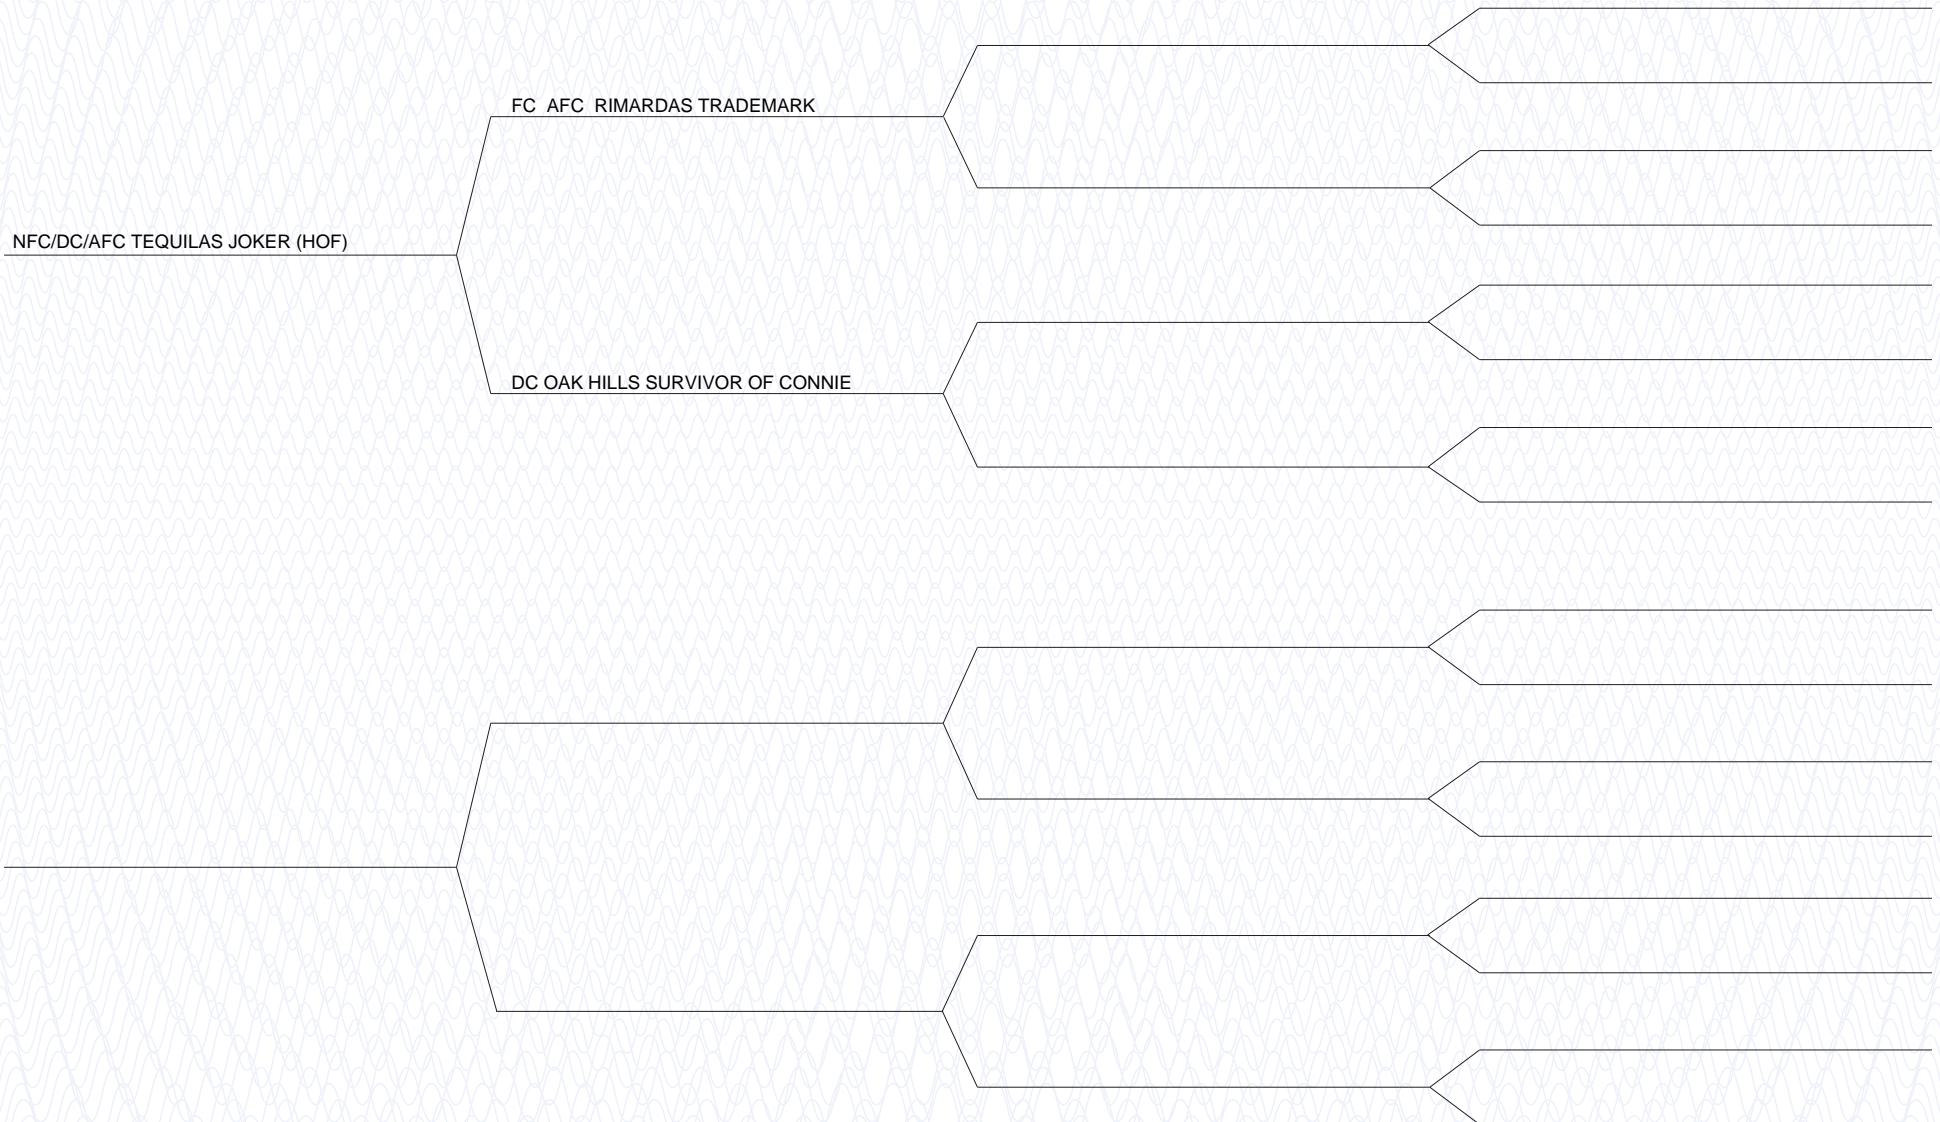 FC  AFC  RIMARDAS TRADEMARK
NFC/DC/AFC TEQUILAS JOKER (HOF)
DC OAK HILLS SURVIVOR OF CONNIE